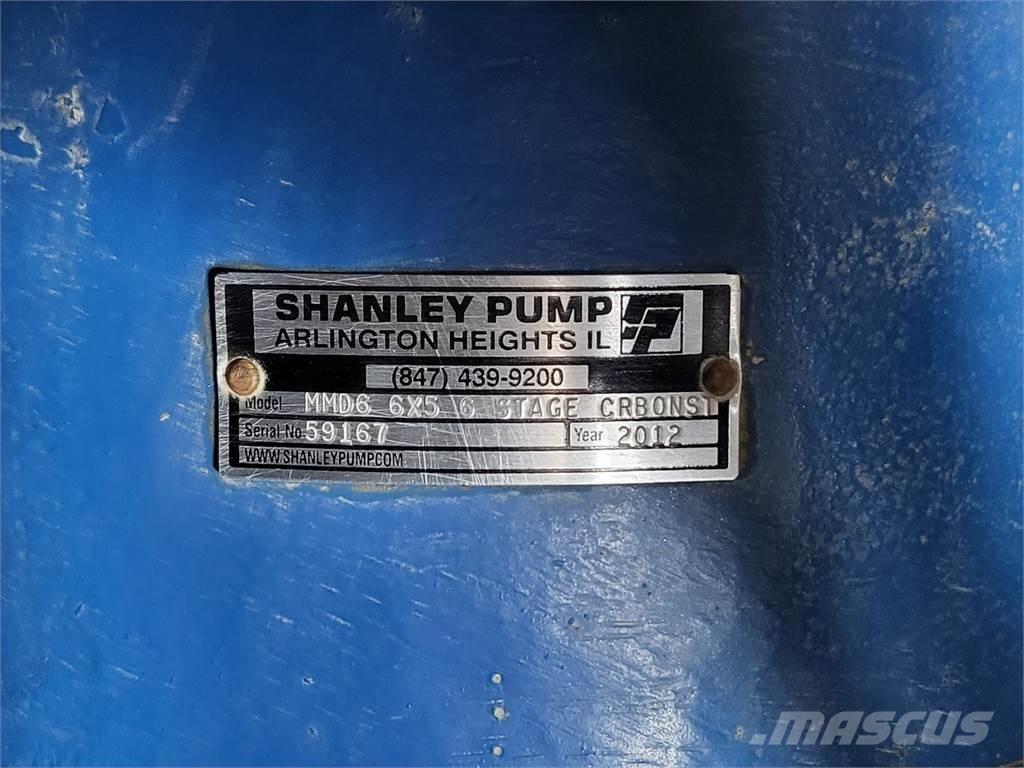 SHANLEY PUMP
ARLINGTON HEIGHTS IL
(847) 439-9200
Model MMD6 6X5 6 STAGE CRBONST
Serial No. 59167 Year 2012
WWW.SHANLEYPUMP.COM
MASCUS